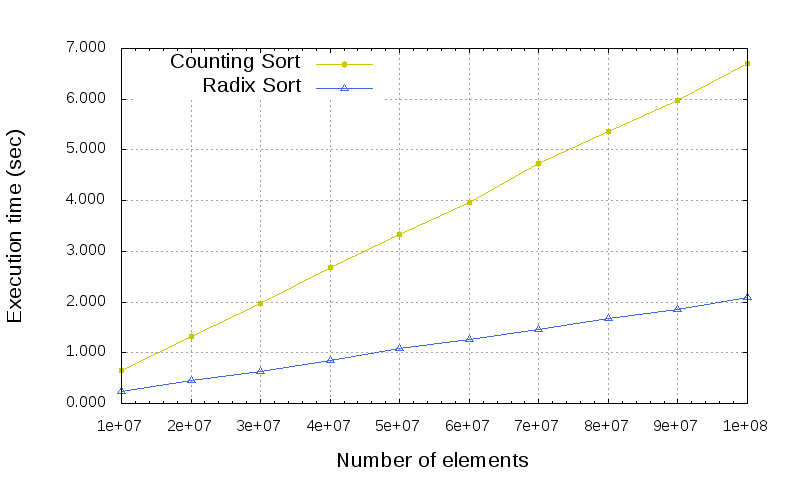 7.000
Counting Sort
Radix Sort
6.000
5.000
4.000
3.000
2.000
1.000
0.000
Execution time (sec)
1e+07 2e+07 3e+07 4e+07 5e+07 6e+07 7e+07 8e+07 9e+07 1e+08
Number of elements